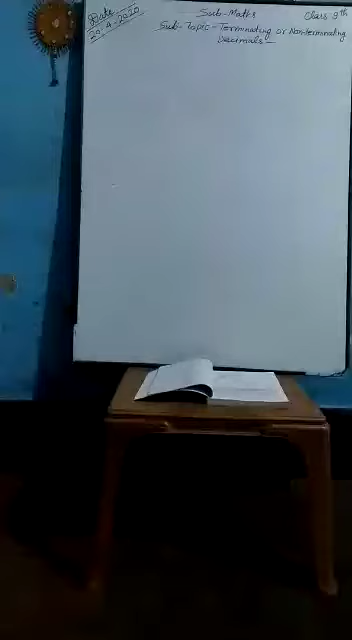 Date
20-4-2020
Sub-Maths
Class 9th
Sub-Topic-Terminating or Non-terminating
Decimals-